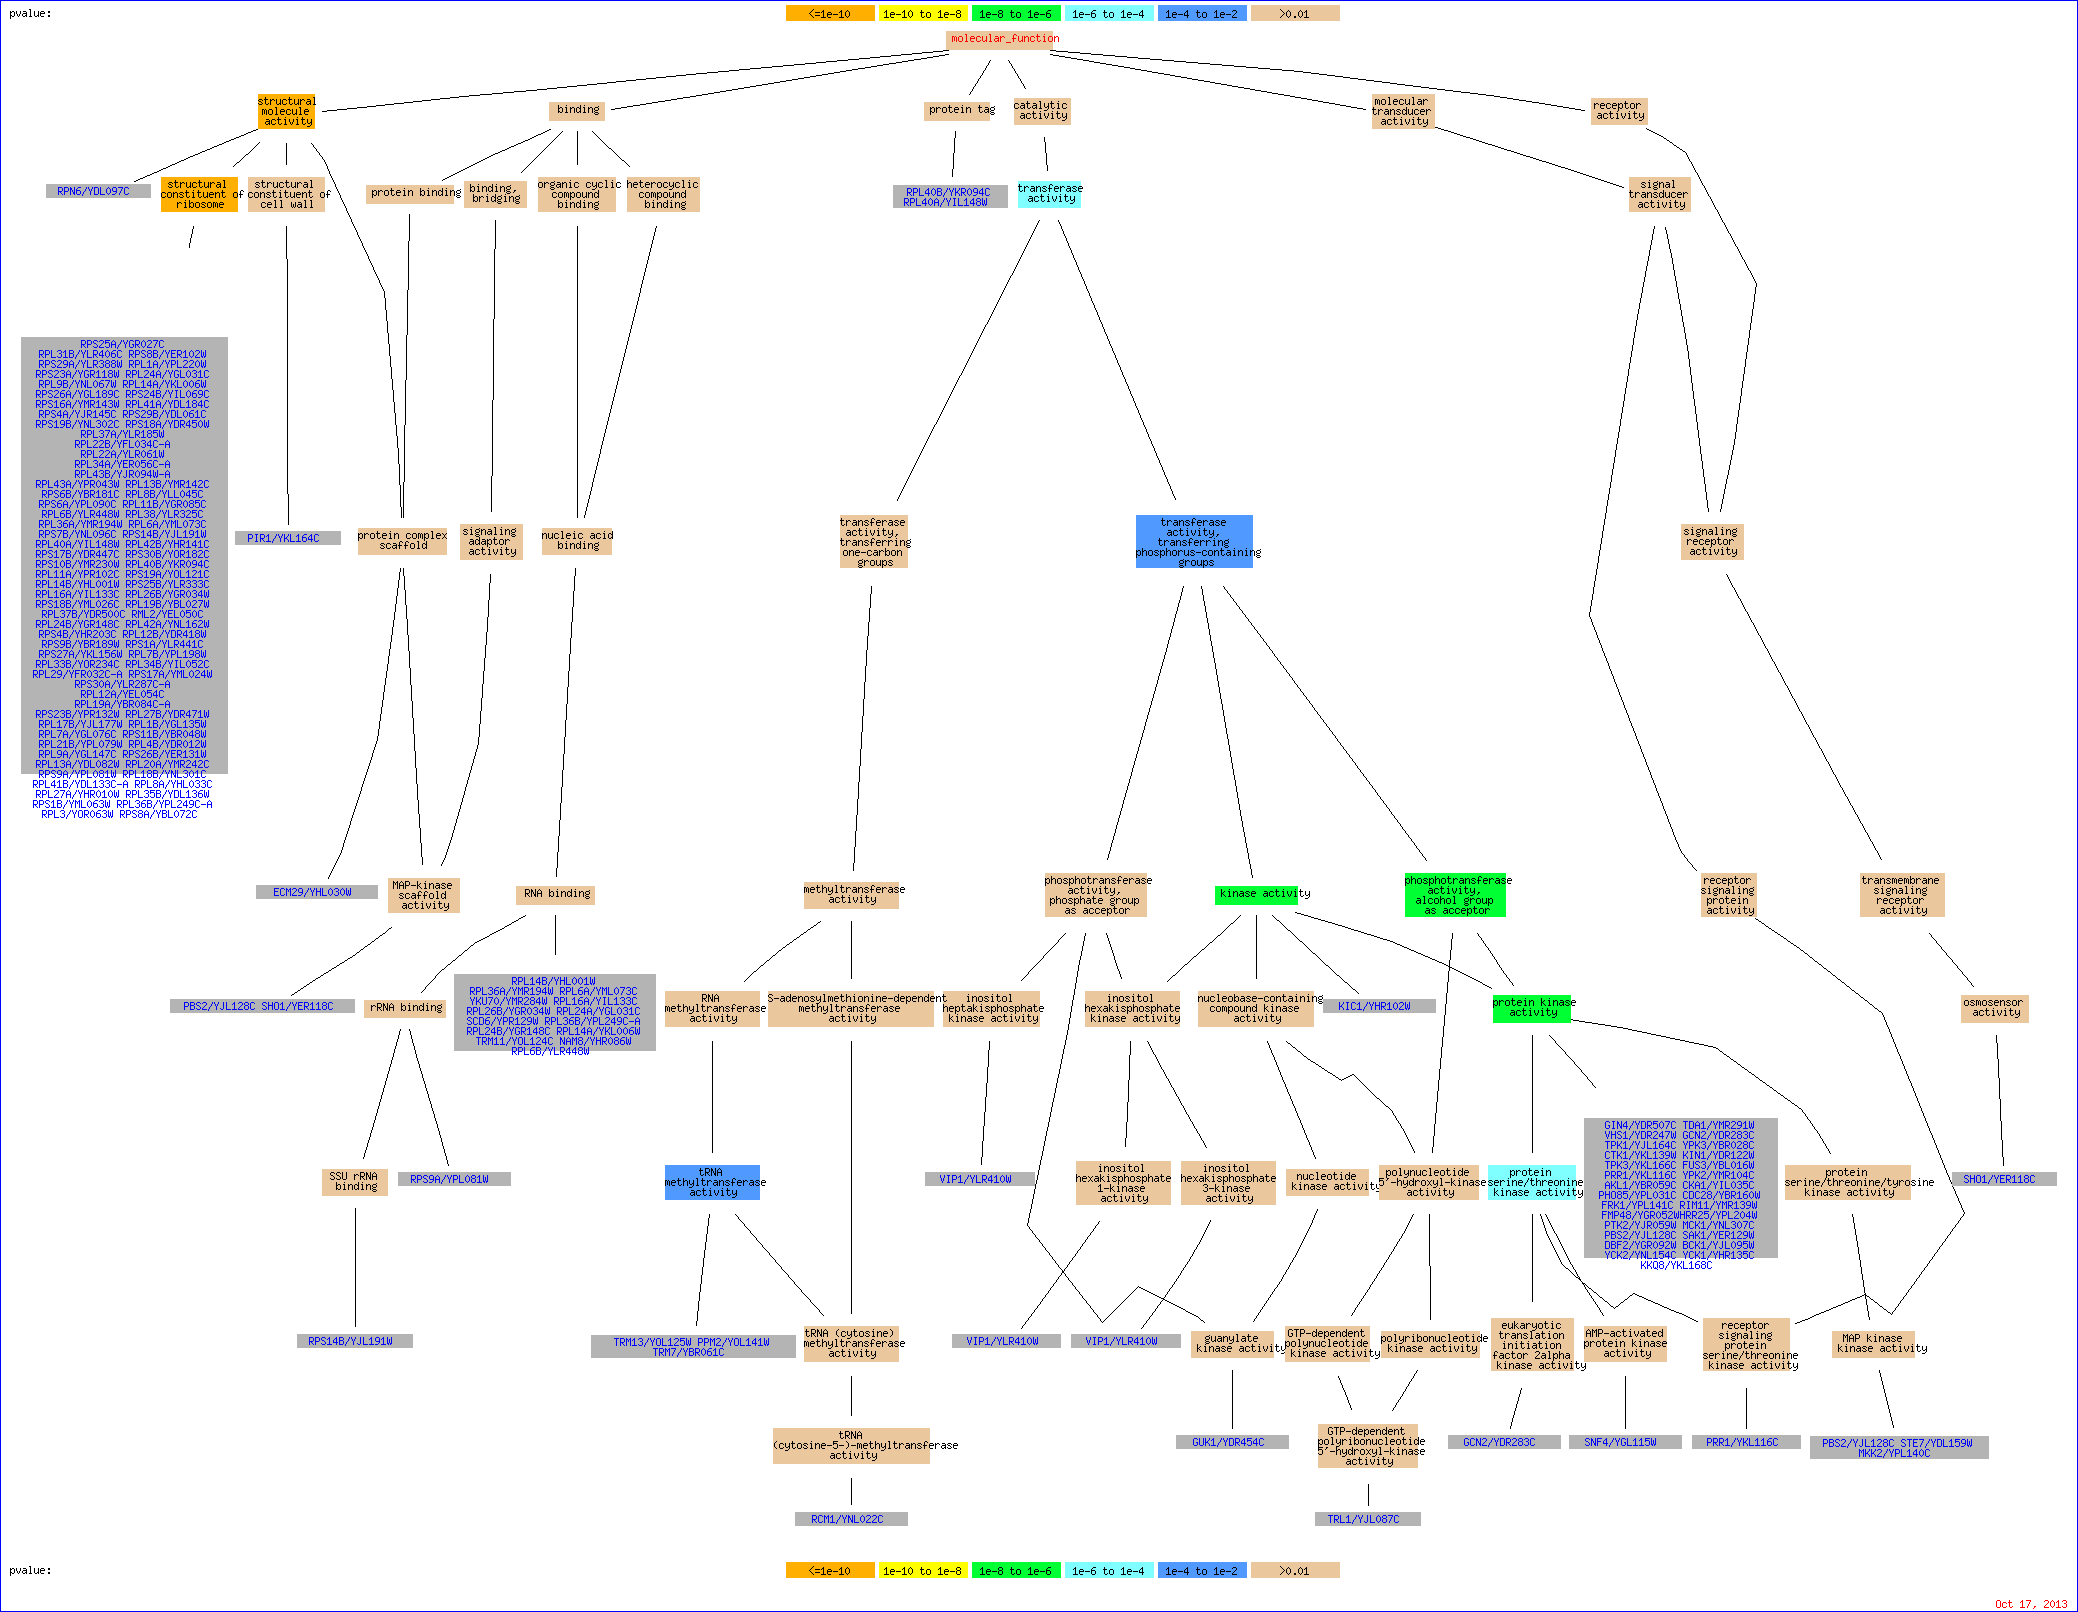 pvalue:
<=1e-10 1e-10 to 1e-8 1e-8 to 1e-6 1e-6 to 1e-4 1e-4 to 1e-2 >0.01
molecular_function
structural
molecule
activity
binding
protein tag
catalytic
activity
molecular
transducer
activity
receptor
activity
RPN6/YDL097C
structural
constituent of
ribosome
structural
constituent of
cell wall
protein binding
binding,
bridging
organic cyclic
compound
binding
heterocyclic
compound
binding
RPL40B/YKR094C
RPL40A/YIL148W
transferase
activity
signal
transducer
activity
RPS25A/YGR027C
RPL31B/YLR406C RPS8B/YER102W
RPS29A/YLR388W RPL1A/YPL220W
RPS23A/YGR118W RPL24A/YGL031C
RPL9B/YNL067W RPL14A/YKL006W
RPS26A/YGL189C RPS24B/YIL069C
RPS16A/YMR143W RPL41A/YDL184C
RPS4A/YJR145C RPS29B/YDL061C
RPS19B/YNL302C RPS18A/YDR450W
RPL37A/YLR185W
RPL22B/YFL034C-A
RPL22A/YLR061W
RPL34A/YER056C-A
RPL43B/YJR094W-A
RPL43A/YPR043W RPL13B/YMR142C
RPS6B/YBR181C RPL8B/YLL045C
RPS6A/YPL090C RPL11B/YGR085C
RPL6B/YLR448W RPL38/YLR325C
RPL36A/YMR194W RPL6A/YML073C
RPS7B/YNL096C RPS14B/YJL191W
RPL40A/YIL148W RPL42B/YHR141C
RPS17B/YDR447C RPS30B/YOR182C
RPS10B/YMR230W RPL40B/YKR094C
RPL11A/YPR102C RPS19A/YOL121C
RPL14B/YHL001W RPS25B/YLR333C
RPL16A/YIL133C RPL26B/YGR034W
RPS18B/YML026C RPL19B/YBL027W
RPL37B/YDR500C RML2/YEL050C
RPL24B/YGR148C RPL42A/YNL162W
RPS4B/YHR203C RPL12B/YDR418W
RPS9B/YBR189W RPS1A/YLR441C
RPS27A/YKL156W RPL7B/YPL198W
RPL33B/YOR234C RPL34B/YIL052C
RPL29/YFR032C-A RPS17A/YML024W
RPS30A/YLR287C-A
RPL12A/YEL054C
RPL19A/YBR084C-A
RPS23B/YPR132W RPL27B/YDR471W
RPL17B/YJL177W RPL1B/YGL135W
RPL7A/YGL076C RPS11B/YBR048W
RPL21B/YPL079W RPL4B/YDR012W
RPL9A/YGL147C RPS26B/YER131W
RPL13A/YDL082W RPL20A/YMR242C
RPS9A/YPL081W RPL18B/YNL301C
RPL41B/YDL133C-A RPL8A/YHL033C
RPL27A/YHR010W RPL35B/YDL136W
RPS1B/YML063W RPL36B/YPL249C-A
RPL3/YOR063W RPS8A/YBL072C
PIR1/YKL164C
protein complex
scaffold
signaling
adaptor
activity
nucleic acid
binding
transferase
activity,
transferring
one-carbon
groups
transferase
activity,
transferring
phosphorus-containing
groups
signaling
receptor
activity
ECM29/YHL030W
MAP-kinase
scaffold
activity
RNA binding
methyltransferase
activity
phosphotransferase
activity,
phosphate group
as acceptor
kinase activity
phosphotransferase
activity,
alcohol group
as acceptor
receptor
signaling
protein
activity
transmembrane
signaling
receptor
activity
PBS2/YJL128C SHO1/YER118C
rRNA binding
RPL14B/YHL001W
RPL36A/YMR194W RPL6A/YML073C
YKU70/YMR284W RPL16A/YIL133C
RPL26B/YGR034W RPL24A/YGL031C
SCD6/YPR129W RPL36B/YPL249C-A
RPL24B/YGR148C RPL14A/YKL006W
TRM11/YOL124C NAM8/YHR086W
RPL6B/YLR448W
RNA
methyltransferase
activity
S-adenosylmethionine-dependent
methyltransferase
activity
inositol
heptakisphosphate
kinase activity
inositol
hexakisphosphate
kinase activity
nucleobase-containing
compound kinase
activity
KIC1/YHR102W
protein kinase
activity
osmosensor
activity
SSU rRNA
binding
RPS9A/YPL081W
tRNA
methyltransferase
activity
VIP1/YLR410W
inositol
hexakisphosphate
1-kinase
activity
inositol
hexakisphosphate
3-kinase
activity
nucleotide
kinase activity
polynucleotide
5'-hydroxyl-kinase
activity
protein
serine/threonine
kinase activity
GIN4/YDR507C TDA1/YMR291W
VHS1/YDR247W GCN2/YDR283C
TPK1/YJL164C YPK3/YBR028C
CTK1/YKL139W KIN1/YDR122W
TPK3/YKL166C FUS3/YBL016W
PRR1/YKL116C YPK2/YMR104C
AKL1/YBR059C CKA1/YIL035C
PHO85/YPL031C CDC28/YBR160W
FRK1/YPL141C RIM11/YMR139W
FMP48/YGR052WHRR25/YPL204W
PTK2/YJR059W MCK1/YNL307C
PBS2/YJL128C SAK1/YER129W
DBF2/YGR092W BCK1/YJL095W
YCK2/YNL154C YCK1/YHR135C
KKQ8/YKL168C
protein
serine/threonine/tyrosine
kinase activity
SHO1/YER118C
RPS14B/YJL191W
TRM13/YOL125W PPM2/YOL141W
TRM7/YBR061C
tRNA (cytosine)
methyltransferase
activity
VIP1/YLR410W
VIP1/YLR410W
guanylate
kinase activity
GTP-dependent
polynucleotide
kinase activity
polyribonucleotide
kinase activity
eukaryotic
translation
initiation
factor 2alpha
kinase activity
AMP-activated
protein kinase
activity
receptor
signaling
protein
serine/threonine
kinase activity
MAP kinase
kinase activity
tRNA
(cytosine-5-)-methyltransferase
activity
GUK1/YDR454C
GTP-dependent
polyribonucleotide
5'-hydroxyl-kinase
activity
GCN2/YDR283C
SNF4/YGL115W
PRR1/YKL116C
PBS2/YJL128C STE7/YDL159W
MKK2/YPL140C
RCM1/YNL022C
TRL1/YJL087C
pvalue:
<=1e-10 1e-10 to 1e-8 1e-8 to 1e-6 1e-6 to 1e-4 1e-4 to 1e-2 >0.01
Oct 17, 2013